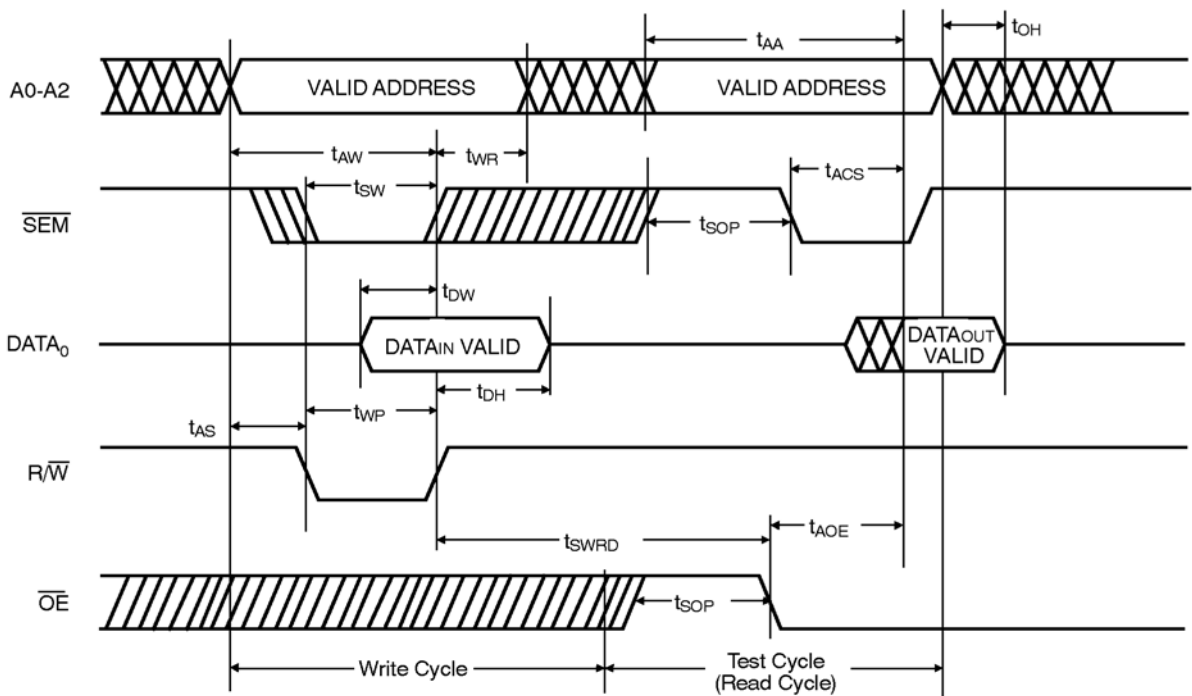 tAA
tOH
A0-A2
VALID ADDRESS
VALID ADDRESS
tAW
tWR
tSW
tACS
SEM
tSOP
tDW
DATA0
DATAIN VALID
DATAOUT
VALID
tDH
tWP
tAS
R/W
tSWRD
tAOE
OE
tSOP
Write Cycle
Test Cycle
(Read Cycle)